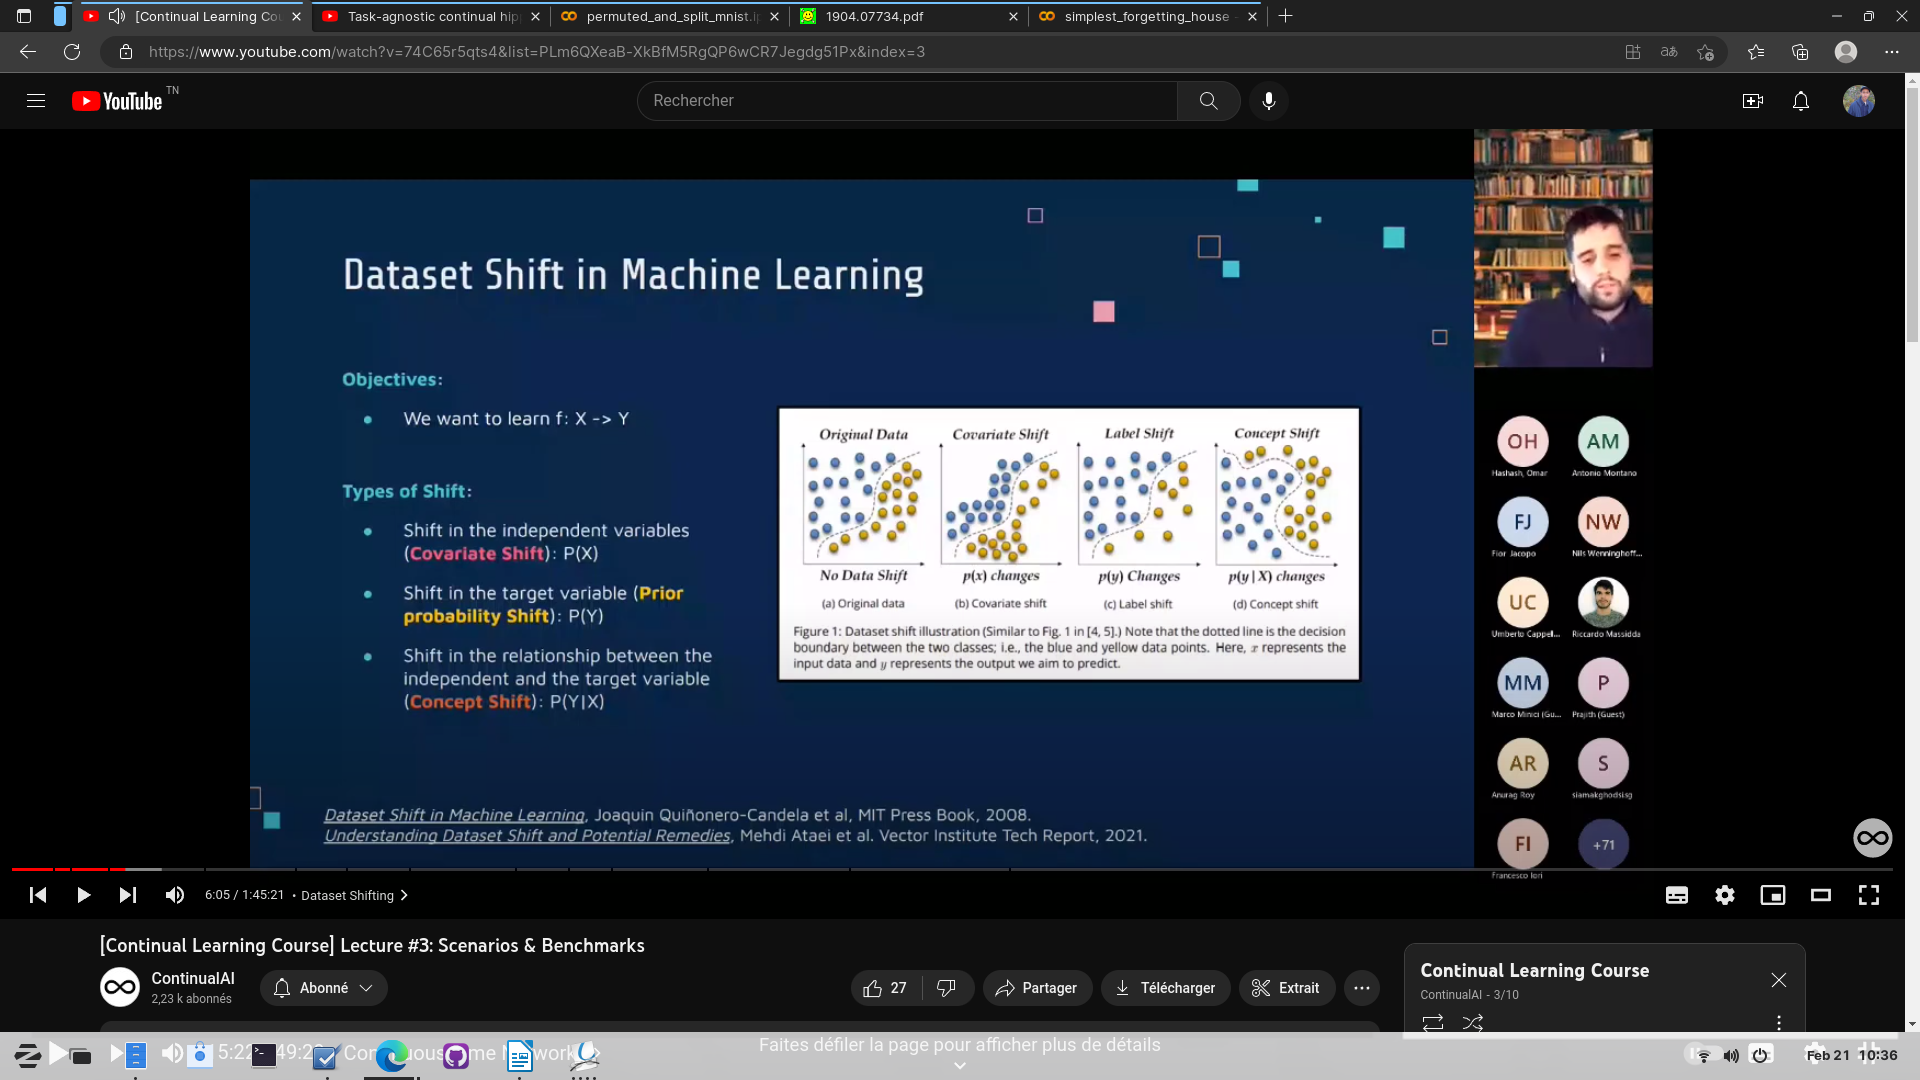 [Continual Learning Co
Task-agnostic continual hip
permuted_and_split_mnist.i
1904.07734.pdf
simplest_forgetting_house
https://www.youtube.com/watch?v=74C65r5qts4&list=PLm6QXeaB-XkBfM5RgQP6wCR7Jegdg51Px&index=3
YouTube TN
Rechercher
Dataset Shift in Machine Learning
Objectives:
We want to learn f: X -> Y
Types of Shift:
Shift in the independent variables
(Covariate Shift): P(X)
Shift in the target variable (Prior
probability Shift): P(Y)
Shift in the relationship between the
independent and the target variable
(Concept Shift): P(Y|X)
Original Data
Covariate Shift
Label Shift
Concept Shift
No Data Shift
p(x) changes
p(y) Changes
p(y|X) changes
(a) Original data
(b) Covariate shift
(c) Label shift
(d) Concept shift
Figure 1: Dataset shift illustration (Similar to Fig. 1 in [4, 5].) Note that the dotted line is the decision
boundary between the two classes; i.e., the blue and yellow data points. Here, x represents the
input data and y represents the output we aim to predict.
Dataset Shift in Machine Learning, Joaquin Quiñonero-Candela et al, MIT Press Book, 2008.
Understanding Dataset Shift and Potential Remedies, Mehdi Ataei et al. Vector Institute Tech Report, 2021.
OH
AM
Hashash, Omar
Antonio Montano
FJ
NW
Fior Jacopo
Nils Wenninghoff...
UC
Umberto Cappell...
Riccardo Massidda
MM
P
Marco Minici (Gu...
Prajith (Guest)
AR
S
Anurag Roy
siamakghodsisg
FI
+71
Francesco Iori
6:05 / 1:45:21 • Dataset Shifting
[Continual Learning Course] Lecture #3: Scenarios & Benchmarks
ContinualAI
2,23 k abonnés
Abonné
27
Partager
Télécharger
Extrait
Continual Learning Course
ContinualAI - 3/10
Faites défiler la page pour afficher plus de détails
Feb 21 10:36